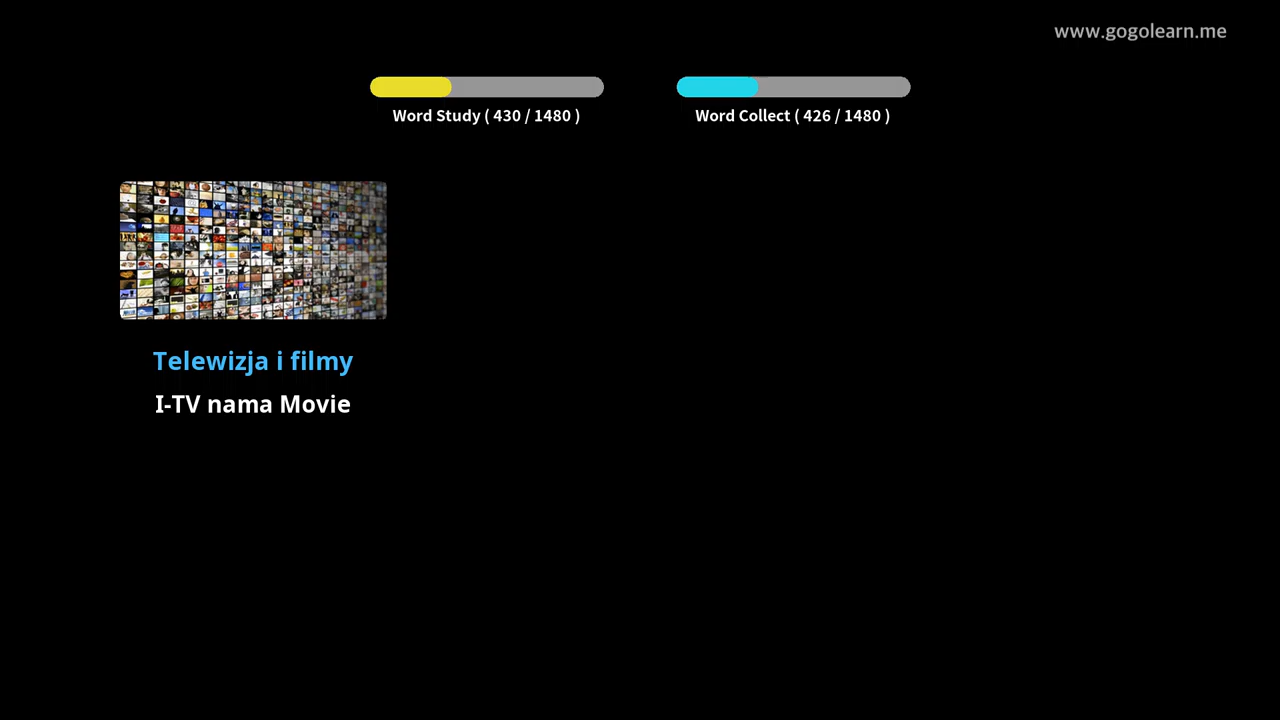 www.gogolearn.me
Word Study ( 430 / 1480 )
Word Collect ( 426 / 1480 )
Telewizja i filmy
I-TV nama Movie